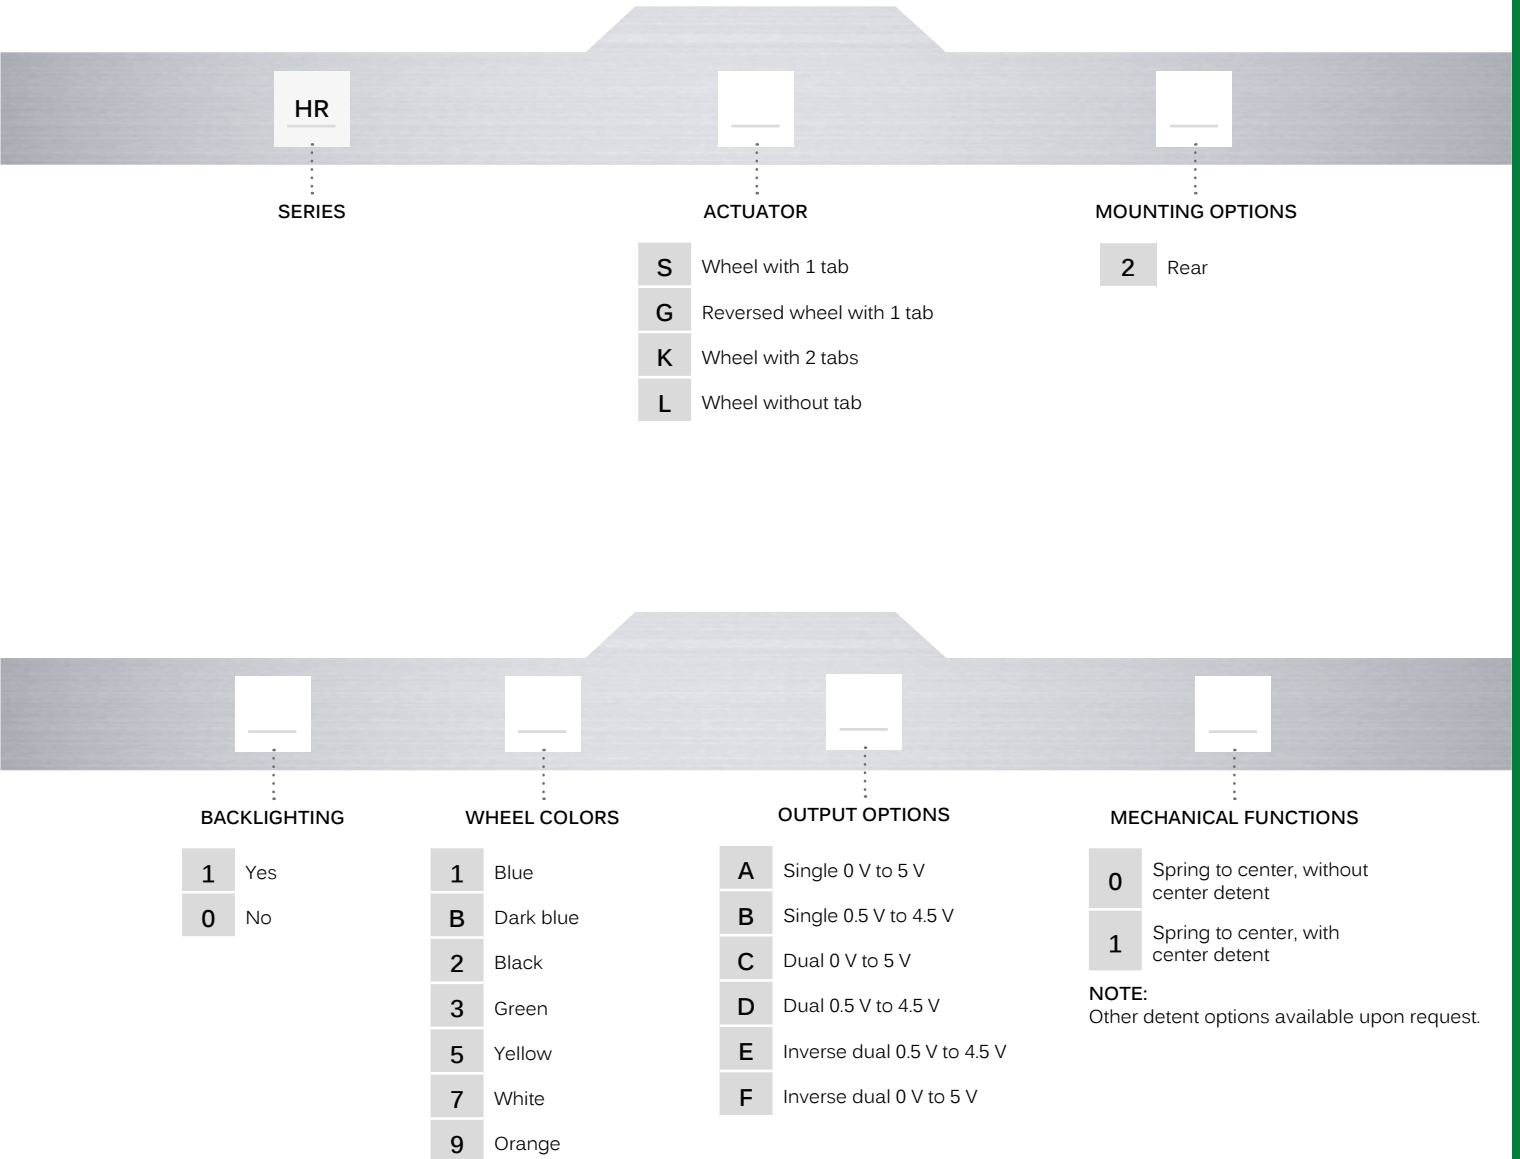 HR
SERIES
ACTUATOR
S Wheel with 1 tab
G Reversed wheel with 1 tab
K Wheel with 2 tabs
L Wheel without tab
MOUNTING OPTIONS
2 Rear
BACKLIGHTING
1 Yes
0 No
WHEEL COLORS
1 Blue
B Dark blue
2 Black
3 Green
5 Yellow
7 White
9 Orange
OUTPUT OPTIONS
A Single 0 V to 5 V
B Single 0.5 V to 4.5 V
C Dual 0 V to 5 V
D Dual 0.5 V to 4.5 V
E Inverse dual 0.5 V to 4.5 V
F Inverse dual 0 V to 5 V
MECHANICAL FUNCTIONS
0 Spring to center, without
center detent
1 Spring to center, with
center detent
NOTE:
Other detent options available upon request.